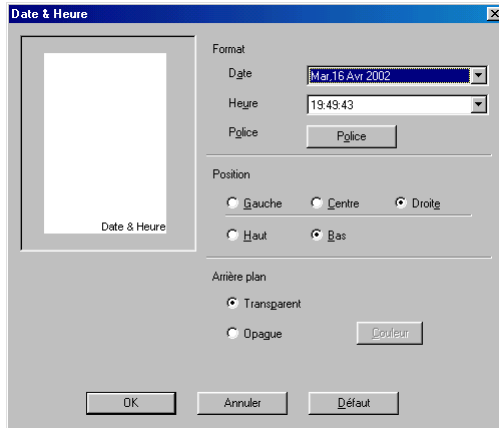 Date & Heure
Format
Date Mar,16 Avr 2002
Heure 19:49:43
Police Police
Position
Gauche Centre Droite
Haut Bas
Date & Heure
Arrière plan
Transparent
Opaque Couleur
OK Annuler Défaut